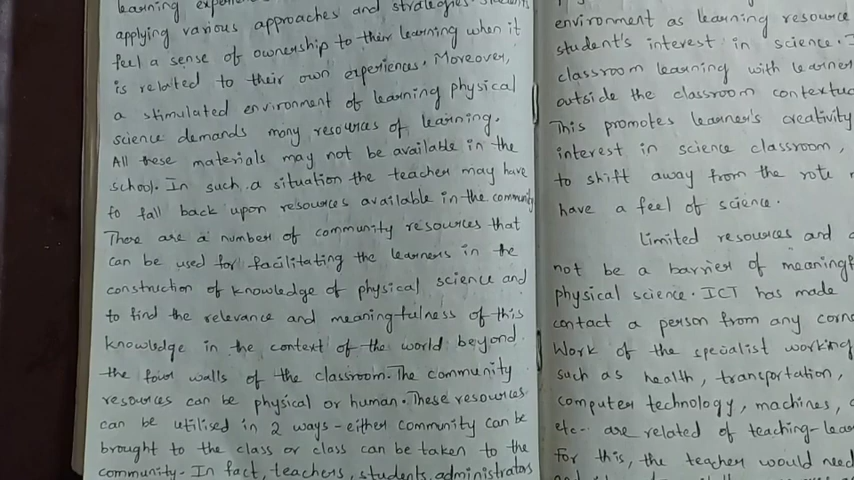 learning
applying various approaches and strategies. Students
feel a sense of ownership to their learning when it
is related to their own experiences. Moreover,
a stimulated environment of learning physical
science demands many resources of learning.
All these materials may not be available in the
school. In such a situation the teacher may have
to fall back upon resources available in the community
There are a number of community resources that
can be used for facilitating the learners in the
construction of knowledge of physical science and
to find the relevance and meaningfulness of this
knowledge in the context of the world beyond
the four walls of the classroom. The community
resources can be physical or human. These resources
can be utilised in 2 ways - either community can be
brought to the class or class can be taken to the
community. In fact, teachers, students, administrators
environment as learning resource
student's interest in science.
classroom learning with learner
outside the classroom
This promotes learner's creativity
interest in science classroom,
to shift away from the rote
have a feel of science.
Limited resources and
not be a barrier of
physical science. ICT has made
contact a person from any
Work of the specialist working
such as health, transportation,
computer technology, machines,
etc. are related of
for this, the teacher would need